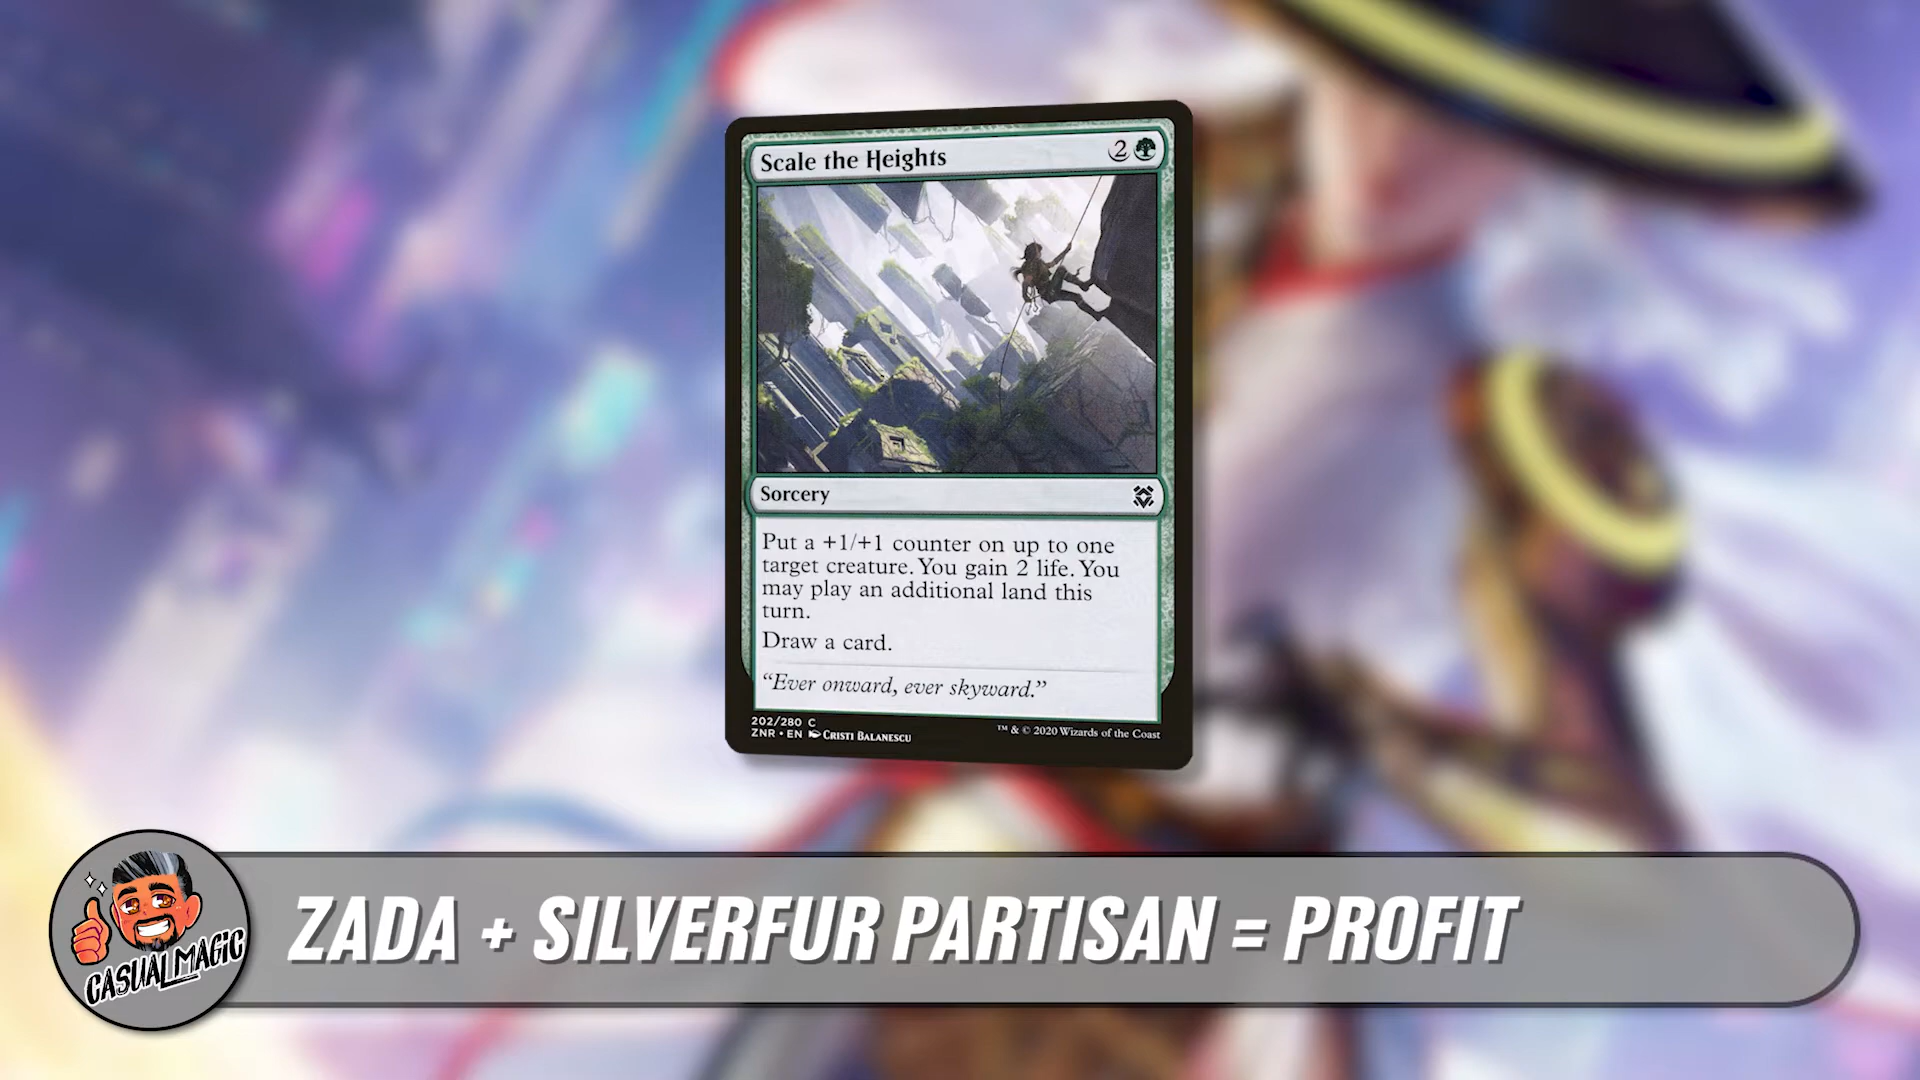 Scale the Heights 2
Sorcery
Put a +1/+1 counter on up to one
target creature. You gain 2 life. You
may play an additional land this
turn.
Draw a card.
“Ever onward, ever skyward.”
202/280 C
ZNR • EN CRISTI BALANESCU
™ & © 2020 Wizards of the Coast
CASUAL MAGIC
ZADA + SILVERFUR PARTISAN = PROFIT